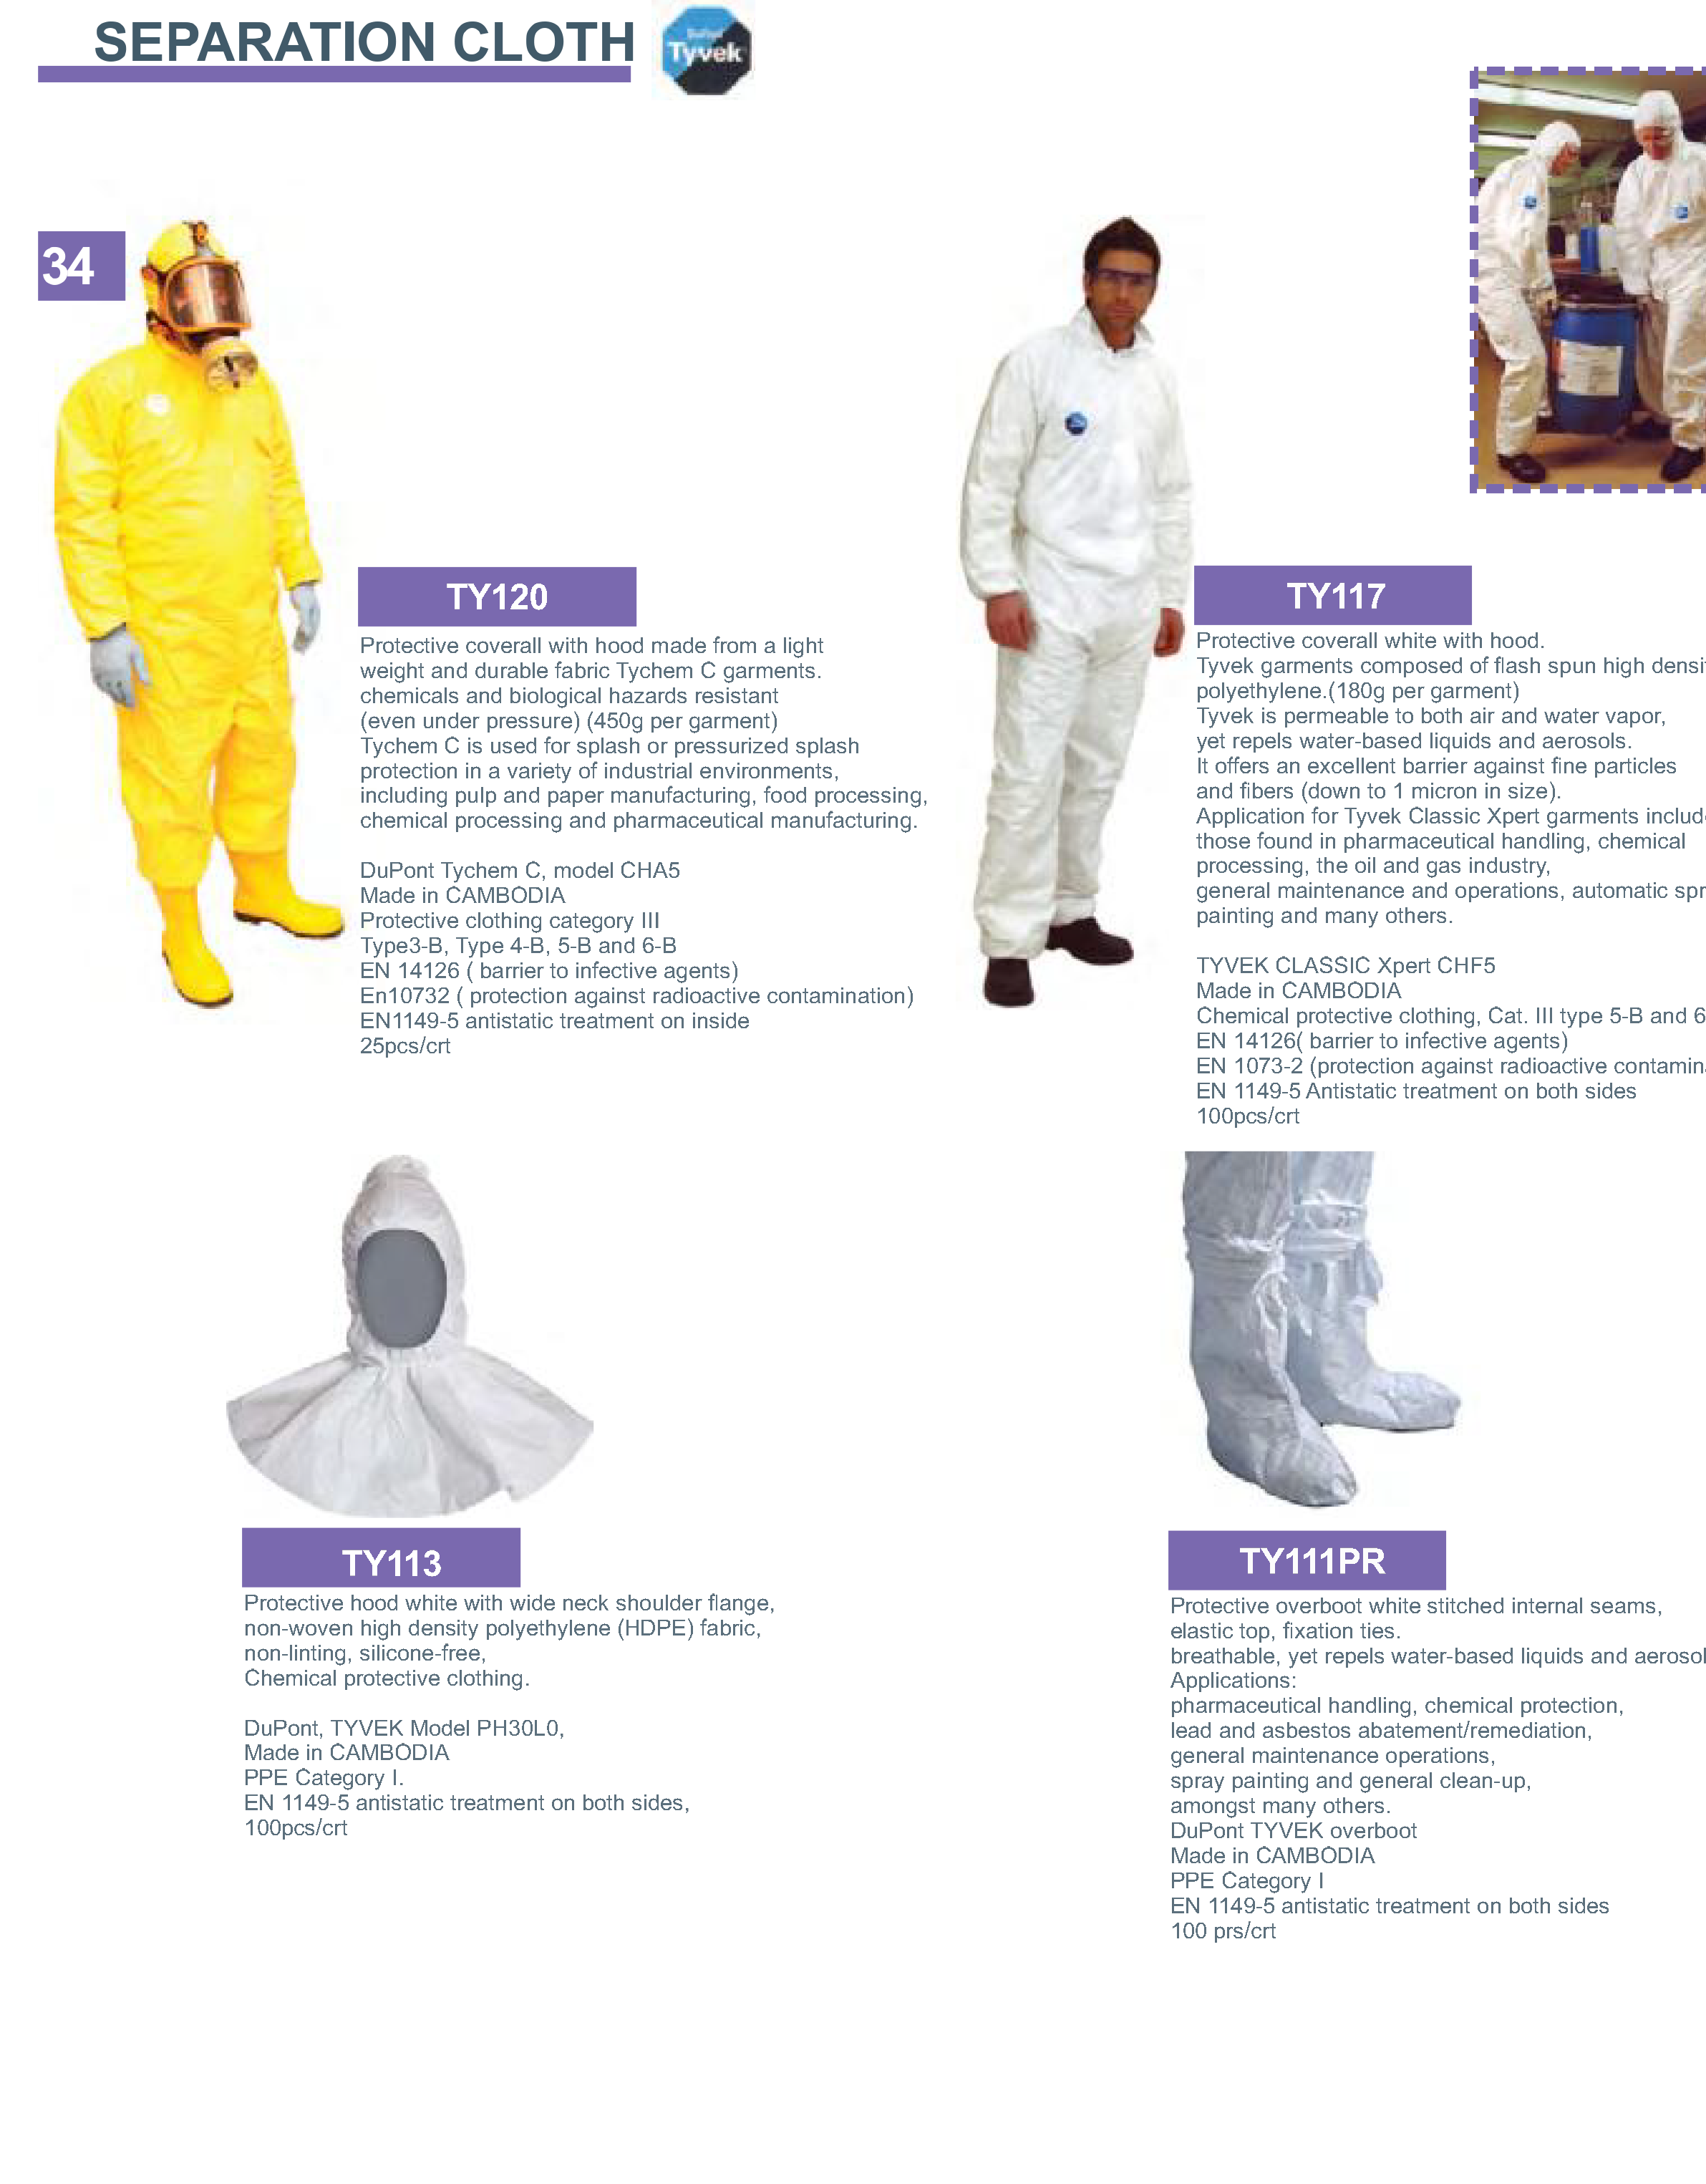 SEPARATION CLOTH
Tyvek
34
TY120
Protective coverall with hood made from a light
weight and durable fabric Tychem C garments.
chemicals and biological hazards resistant
(even under pressure) (450g per garment)
Tychem C is used for splash or pressurized splash
protection in a variety of industrial environments,
including pulp and paper manufacturing, food processing,
chemical processing and pharmaceutical manufacturing.
DuPont Tychem C, model CHA5
Made in CAMBODIA
Protective clothing category III
Type3-B, Type 4-B, 5-B and 6-B
EN 14126 ( barrier to infective agents)
En10732 ( protection against radioactive contamination)
EN1149-5 antistatic treatment on inside
25pcs/crt
TY117
Protective coverall white with hood.
Tyvek garments composed of flash spun high densi
polyethylene.(180g per garment)
Tyvek is permeable to both air and water vapor,
yet repels water-based liquids and aerosols.
It offers an excellent barrier against fine particles
and fibers (down to 1 micron in size).
Application for Tyvek Classic Xpert garments includ
those found in pharmaceutical handling, chemical
processing, the oil and gas industry,
general maintenance and operations, automatic spr
painting and many others.
TYVEK CLASSIC Xpert CHF5
Made in CAMBODIA
Chemical protective clothing, Cat. III type 5-B and 6
EN 14126( barrier to infective agents)
EN 1073-2 (protection against radioactive contamin
EN 1149-5 Antistatic treatment on both sides
100pcs/crt
TY113
Protective hood white with wide neck shoulder flange,
non-woven high density polyethylene (HDPE) fabric,
non-linting, silicone-free,
Chemical protective clothing.
DuPont, TYVEK Model PH30L0,
Made in CAMBODIA
PPE Category I.
EN 1149-5 antistatic treatment on both sides,
100pcs/crt
TY111PR
Protective overboot white stitched internal seams,
elastic top, fixation ties.
breathable, yet repels water-based liquids and aerosol
Applications:
pharmaceutical handling, chemical protection,
lead and asbestos abatement/remediation,
general maintenance operations,
spray painting and general clean-up,
amongst many others.
DuPont TYVEK overboot
Made in CAMBODIA
PPE Category I
EN 1149-5 antistatic treatment on both sides
100 prs/crt